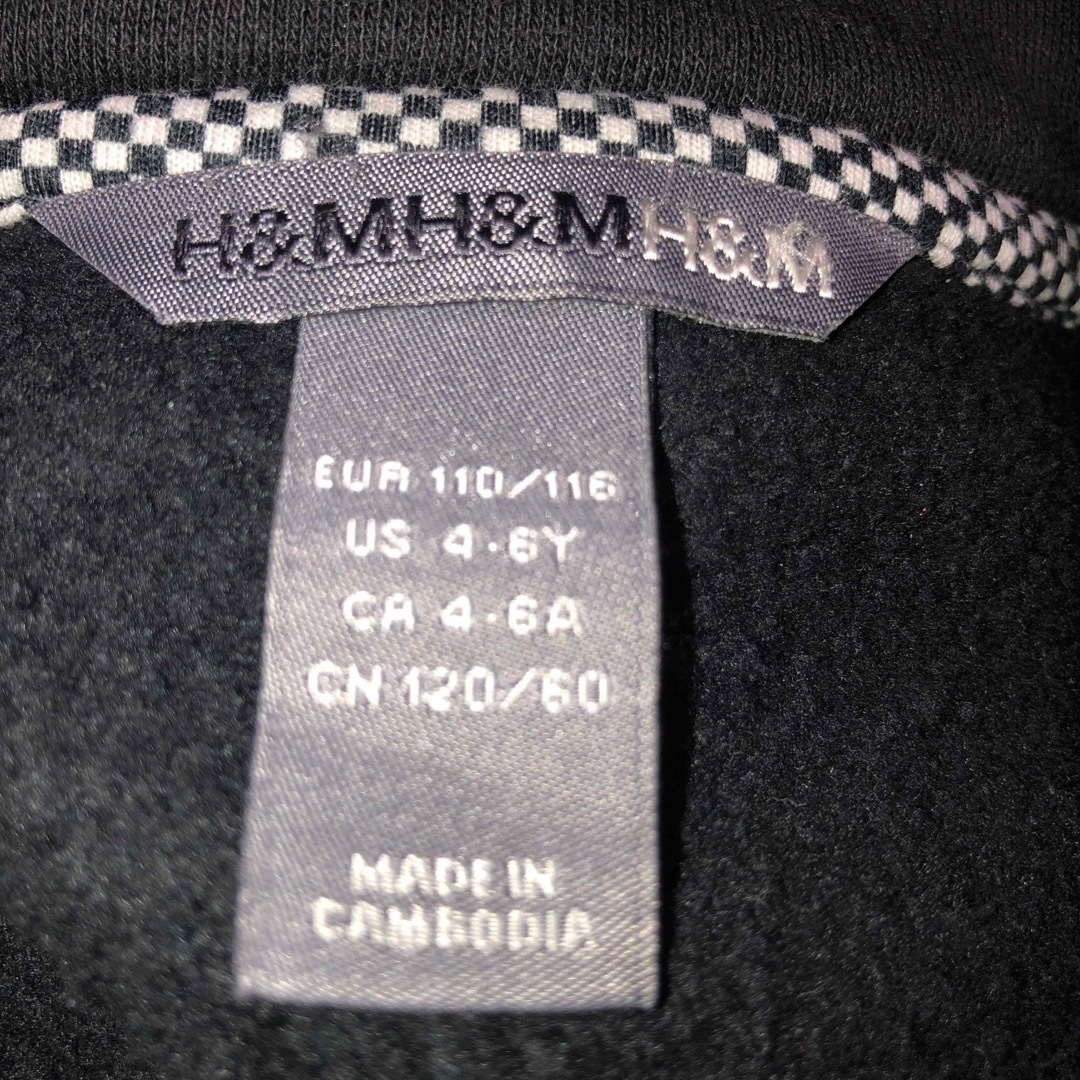 H&MH&MH&M
EUR 110/116
US 4-6Y
CA 4-6A
CN 120/60
MADE IN
CAMBODIA